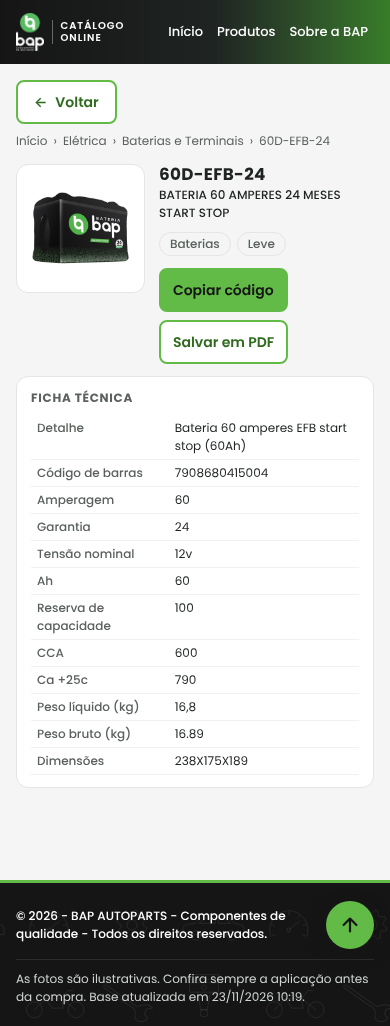 bap
CATÁLOGO
ONLINE
Início Produtos Sobre a BAP
← Voltar
Início › Elétrica › Baterias e Terminais › 60D-EFB-24
60D-EFB-24
BATERIA 60 AMPERES 24 MESES
START STOP
BATERIA
bap
Baterias Leve
Copiar código
Salvar em PDF
FICHA TÉCNICA
Detalhe Bateria 60 amperes EFB start
stop (60Ah)
Código de barras 7908680415004
Amperagem 60
Garantia 24
Tensão nominal 12v
Ah 60
Reserva de 100
capacidade
CCA 600
Ca +25c 790
Peso líquido (kg) 16,8
Peso bruto (kg) 16.89
Dimensões 238X175X189
© 2026 - BAP AUTOPARTS - Componentes de
qualidade - Todos os direitos reservados.
As fotos são ilustrativas. Confira sempre a aplicação antes
da compra. Base atualizada em 23/11/2026 10:19.